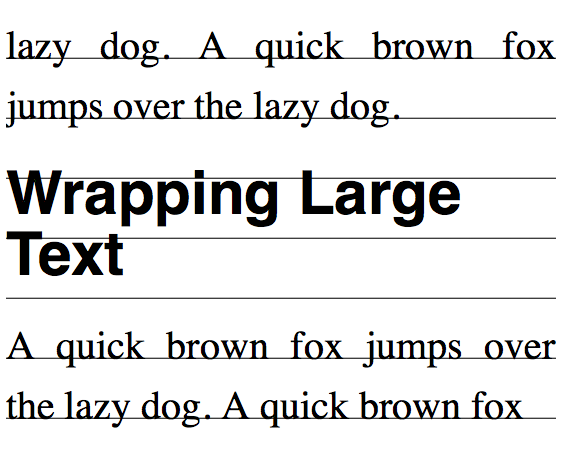 lazy dog. A quick brown fox
jumps over the lazy dog.
Wrapping Large
Text
A quick brown fox jumps over
the lazy dog. A quick brown fox